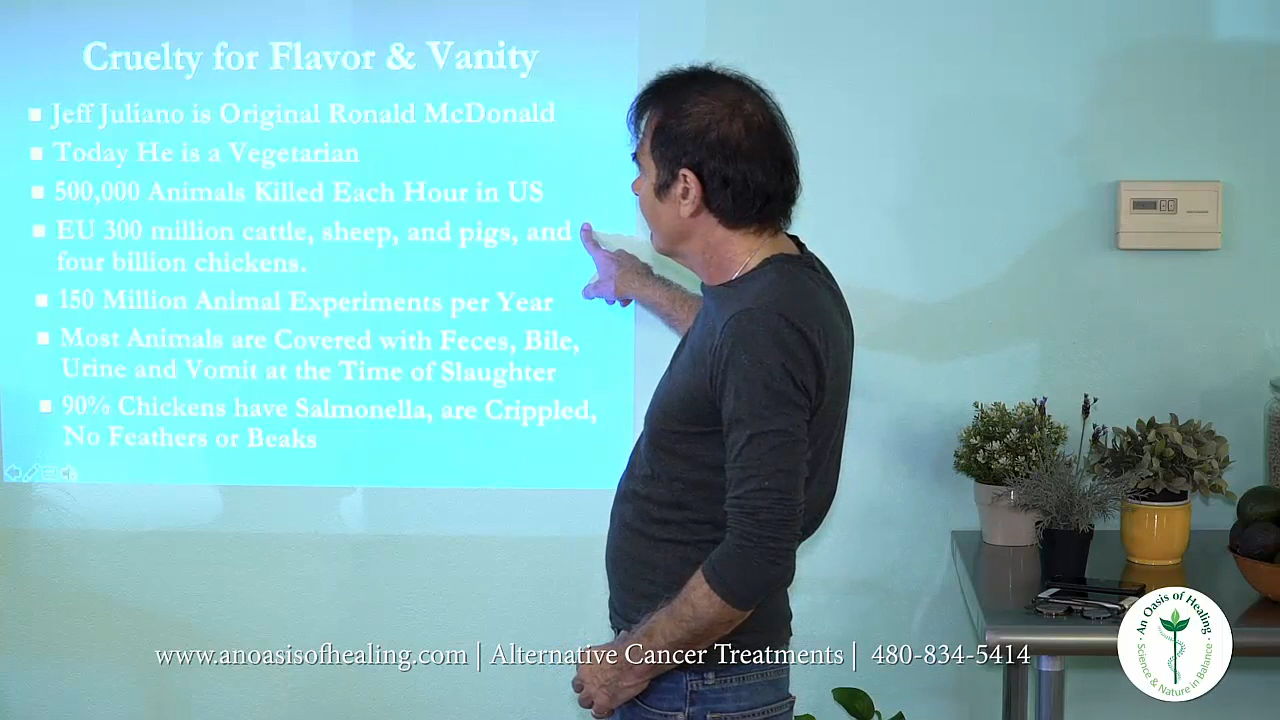 Cruelty for Flavor & Vanity
Jeff Juliano is Original Ronald McDonald
Today He is a Vegetarian
500,000 Animals Killed Each Hour in US
EU 300 million cattle, sheep, and pigs, and
four billion chickens.
150 Million Animal Experiments per Year
Most Animals are Covered with Feces, Bile,
Urine and Vomit at the Time of Slaughter
90% Chickens have Salmonella, are Crippled,
No Feathers or Beaks
www.anoasisofhealing.com | Alternative Cancer Treatments | 480-834-5414
An Oasis of Healing
Science & Nature in Balance